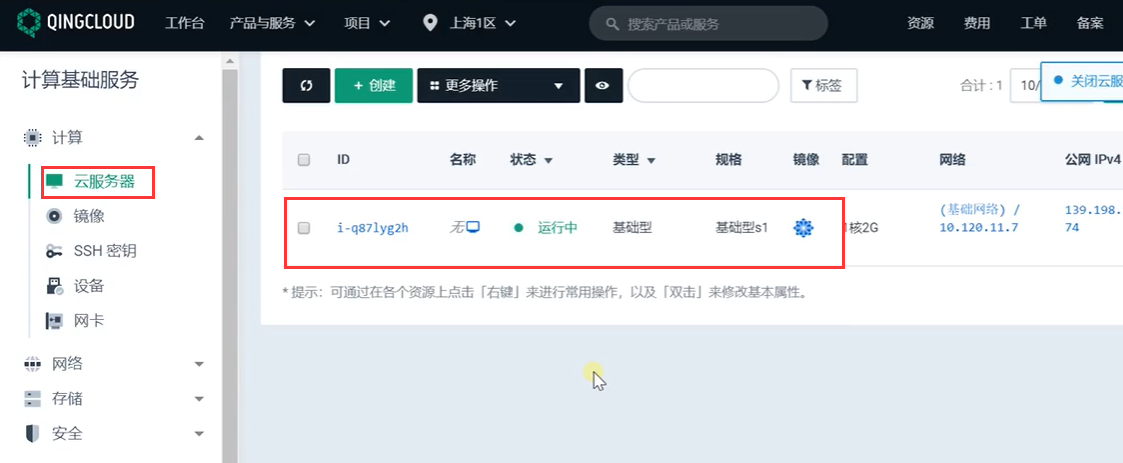 QINGCLOUD 工作台 产品与服务 项目 上海1区 搜索产品或服务 资源 费用 工单 备案
计算基础服务
计算
云服务器
镜像
SSH 密钥
设备
网卡
网络
存储
安全
+ 创建 更多操作 标签 合计 : 1 10/ 关闭云服
ID 名称 状态 类型 规格 镜像 配置 网络 公网 IPv4
i-q87lyg2h 无 运行中 基础型 基础型s1 核2G (基础网络) / 139.198.
10.120.11.7 74
* 提示：可通过在各个资源上点击「右键」来进行常用操作，以及「双击」来修改基本属性。